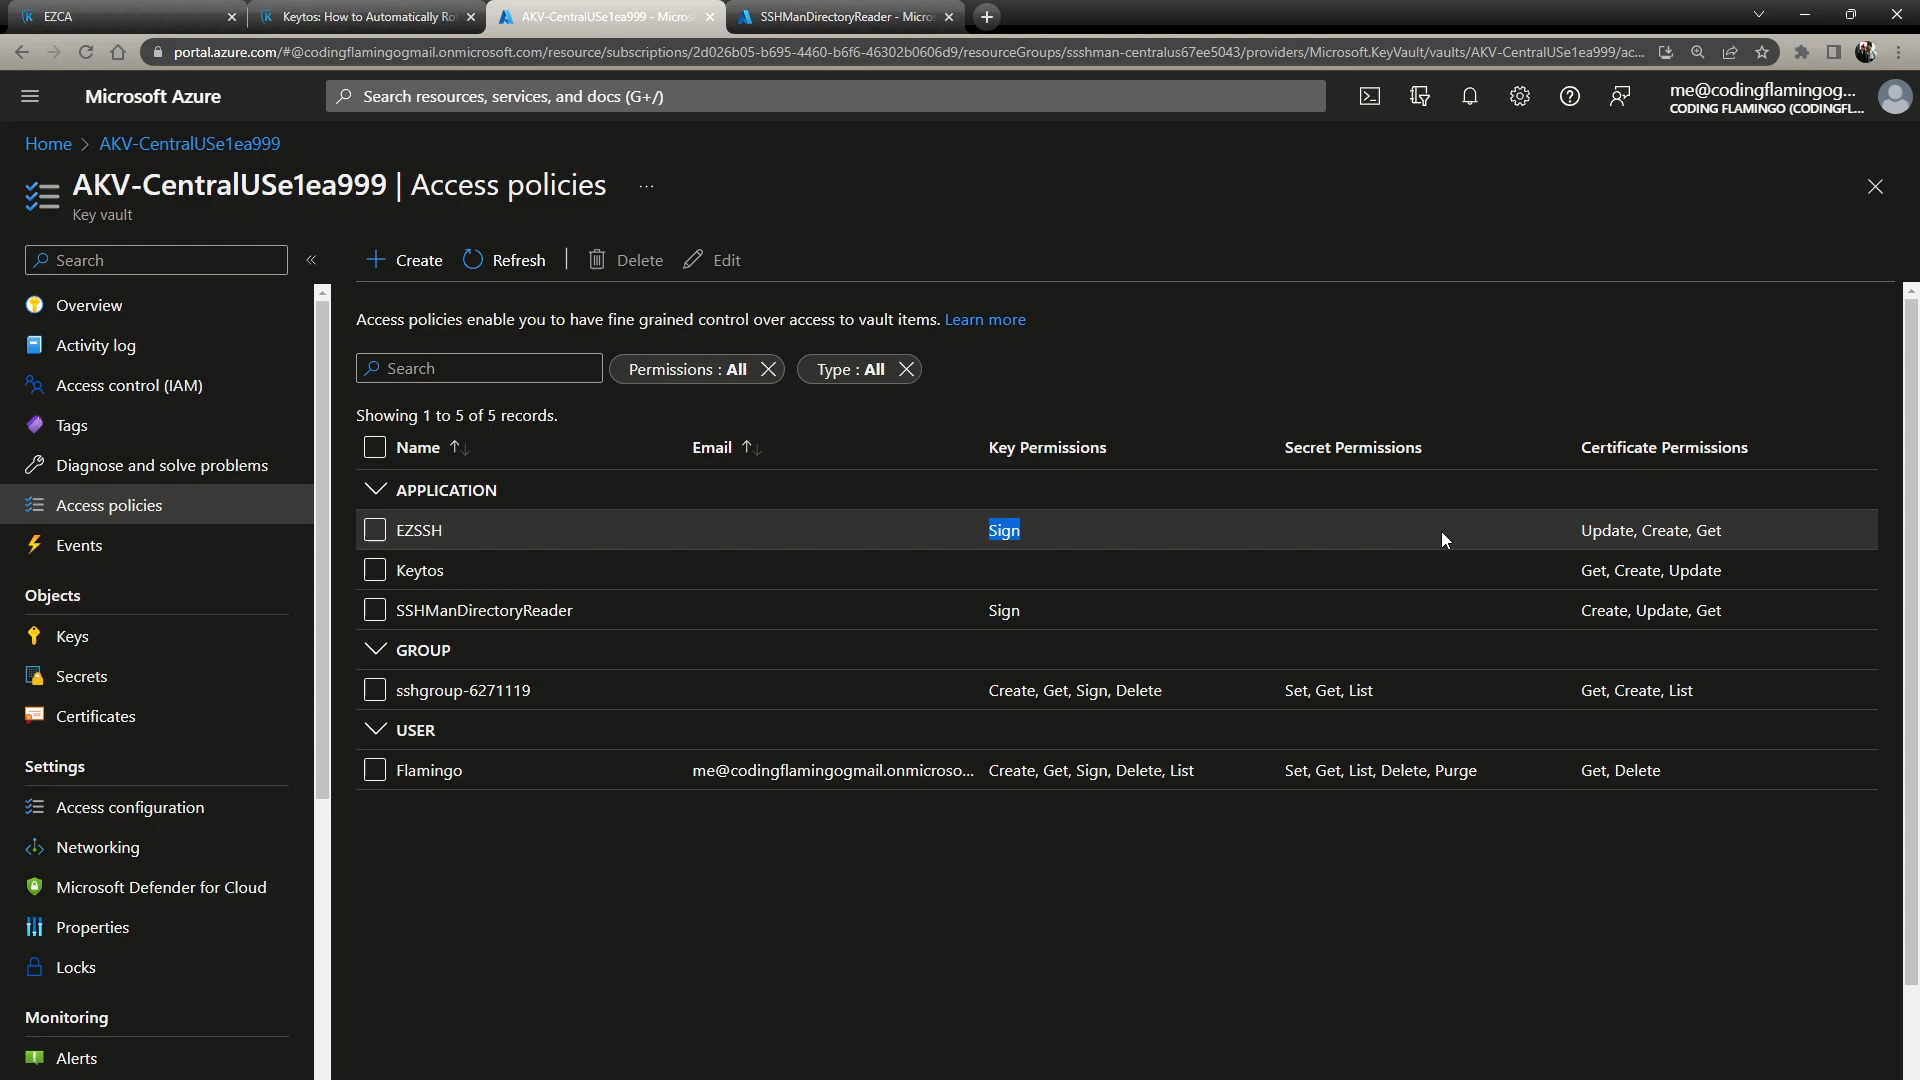 EZCA
Keytos: How to Automatically Ro
AKV-CentralUSe1ea999 - Micros
SSHManDirectoryReader - Micro
portal.azure.com/#@codingflamingogmail.onmicrosoft.com/resource/subscriptions/2d026b05-b695-4460-b6f6-46302b0606d9/resourceGroups/ssshman-centralus67ee5043/providers/Microsoft.KeyVault/vaults/AKV-CentralUSe1ea999/ac...
Microsoft Azure
Search resources, services, and docs (G+/)
me@codingflamingog...
CODING FLAMINGO (CODINGFL...
Home > AKV-CentralUSe1ea999
AKV-CentralUSe1ea999 | Access policies ...
Key vault
Search
Overview
Activity log
Access control (IAM)
Tags
Diagnose and solve problems
Access policies
Events
Objects
Keys
Secrets
Certificates
Settings
Access configuration
Networking
Microsoft Defender for Cloud
Properties
Locks
Monitoring
Alerts
Create Refresh Delete Edit
Access policies enable you to have fine grained control over access to vault items. Learn more
Search Permissions : All Type : All
Showing 1 to 5 of 5 records.
Name Email Key Permissions Secret Permissions Certificate Permissions
APPLICATION
EZSSH Sign Update, Create, Get
Keytos Get, Create, Update
SSHManDirectoryReader Sign Create, Update, Get
GROUP
sshgroup-6271119 Create, Get, Sign, Delete Set, Get, List Get, Create, List
USER
Flamingo me@codingflamingogmail.onmicroso... Create, Get, Sign, Delete, List Set, Get, List, Delete, Purge Get, Delete